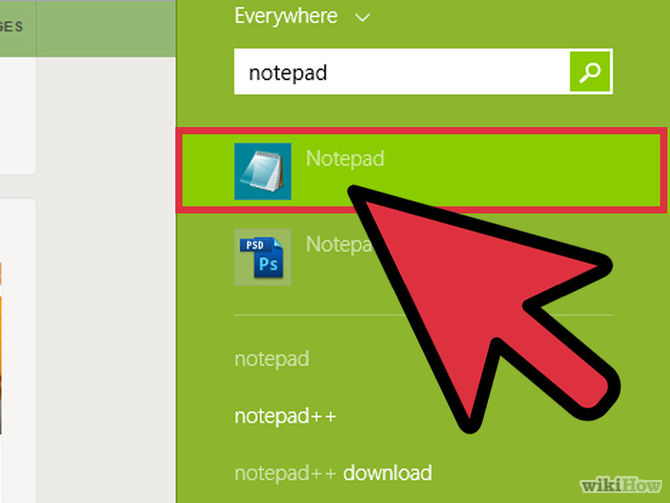 GES
Everywhere
notepad
Notepad
PSD
Notepa
Ps
notepad
notepad++
notepad++ download
wikiHow